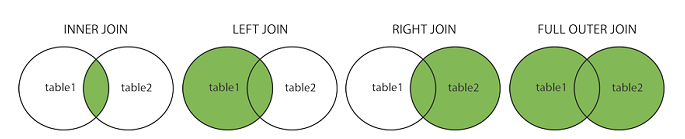 INNER JOIN
LEFT JOIN
RIGHT JOIN
FULL OUTER JOIN
table1
table2
table1
table2
table1
table2
table1
table2